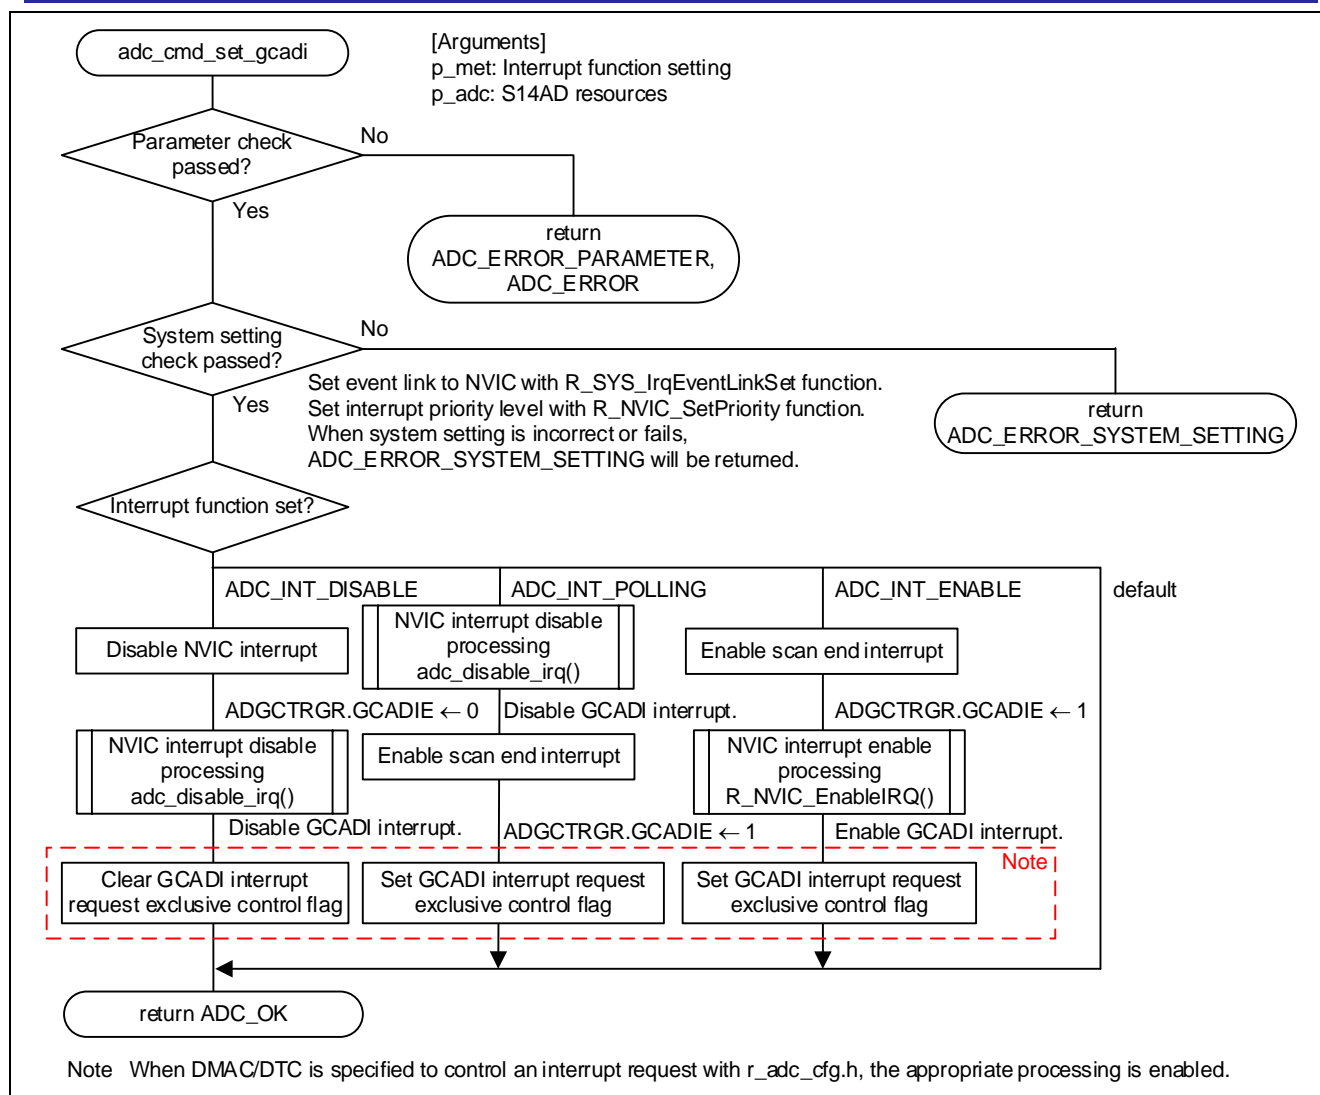 adc_cmd_set_gcadi
[Arguments]
p_met: Interrupt function setting
p_adc: S14AD resources
Parameter check
passed?
No
Yes
return
ADC_ERROR_PARAMETER,
ADC_ERROR
System setting
check passed?
No
Yes
Set event link to NVIC with R_SYS_IrqEventLinkSet function.
Set interrupt priority level with R_NVIC_SetPriority function.
When system setting is incorrect or fails,
ADC_ERROR_SYSTEM_SETTING will be returned.
return
ADC_ERROR_SYSTEM_SETTING
Interrupt function set?
ADC_INT_DISABLE
ADC_INT_POLLING
ADC_INT_ENABLE
default
Disable NVIC interrupt
NVIC interrupt disable
processing
adc_disable_irq()
Enable scan end interrupt
ADGCTRGR.GCADIE ← 0
Disable GCADI interrupt.
ADGCTRGR.GCADIE ← 1
NVIC interrupt disable
processing
adc_disable_irq()
Enable scan end interrupt
NVIC interrupt enable
processing
R_NVIC_EnableIRQ()
Disable GCADI interrupt.
ADGCTRGR.GCADIE ← 1
Enable GCADI interrupt.
Note
Clear GCADI interrupt
request exclusive control flag
Set GCADI interrupt request
exclusive control flag
Set GCADI interrupt request
exclusive control flag
return ADC_OK
Note When DMAC/DTC is specified to control an interrupt request with r_adc_cfg.h, the appropriate processing is enabled.